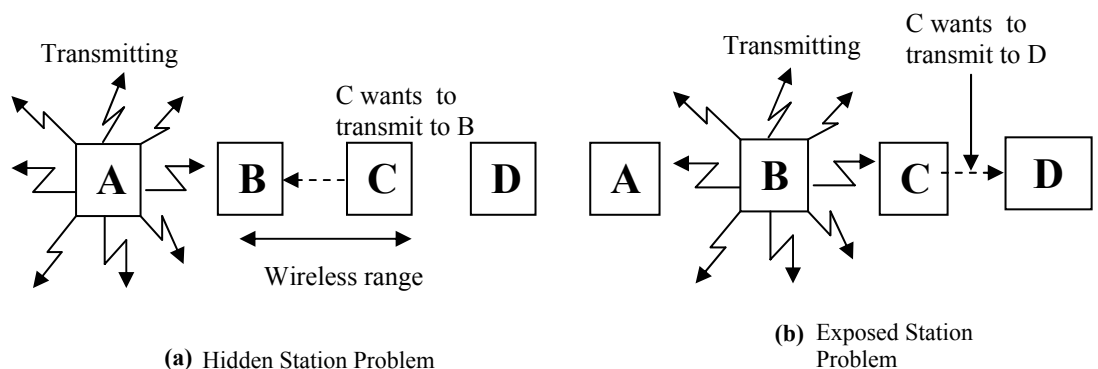 Transmitting
C wants to
transmit to B
A
B
C
D
Wireless range
(a) Hidden Station Problem
Transmitting
C wants to
transmit to D
A
B
C
D
(b) Exposed Station
Problem